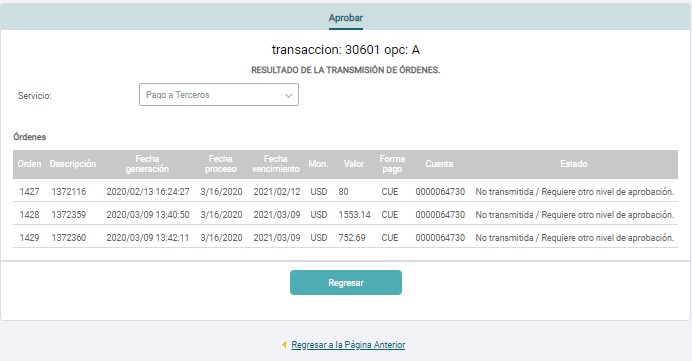 Aprobar
transaccion: 30601 opc: A
RESULTADO DE LA TRANSMISIÓN DE ÓRDENES.
Servicio: Pago a Terceros
Órdenes
Orden Descripción Fecha generación Fecha proceso Fecha vencimiento Mon. Valor Forma pago Cuenta Estado
1427 1372116 2020/02/13 16:24:27 3/16/2020 2021/02/12 USD 80 CUE 0000064730 No transmitida / Requiere otro nivel de aprobación.
1428 1372359 2020/03/09 13:40:50 3/16/2020 2021/03/09 USD 1553.14 CUE 0000064730 No transmitida / Requiere otro nivel de aprobación.
1429 1372360 2020/03/09 13:42:11 3/16/2020 2021/03/09 USD 752.69 CUE 0000064730 No transmitida / Requiere otro nivel de aprobación.
Regresar
Regresar a la Página Anterior